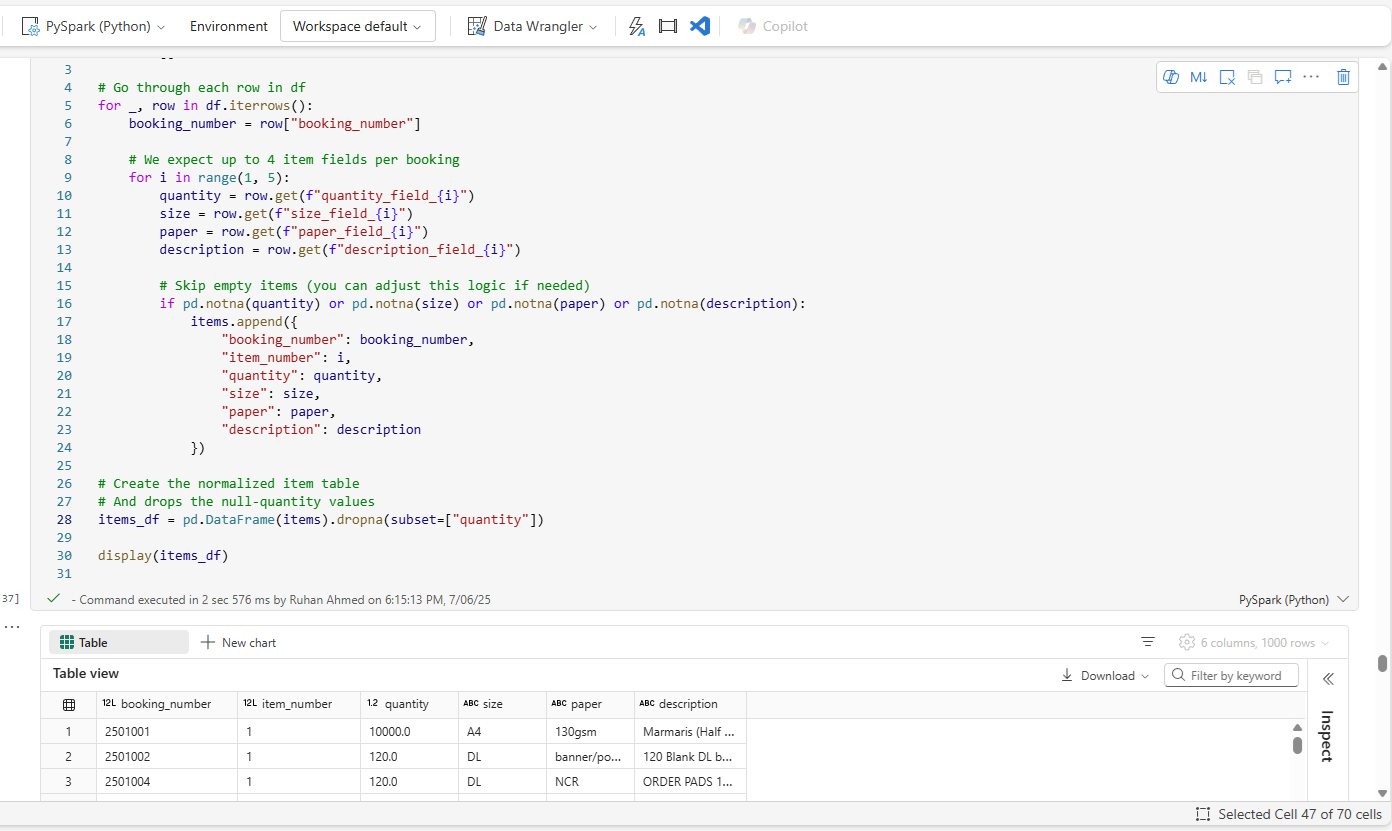 PySpark (Python) Environment Workspace default Data Wrangler Copilot
3
4 # Go through each row in df
5 for _, row in df.iterrows():
6 booking_number = row["booking_number"]
7
8 # We expect up to 4 item fields per booking
9 for i in range(1, 5):
10 quantity = row.get(f"quantity_field_{i}")
11 size = row.get(f"size_field_{i}")
12 paper = row.get(f"paper_field_{i}")
13 description = row.get(f"description_field_{i}")
14
15 # Skip empty items (you can adjust this logic if needed)
16 if pd.notna(quantity) or pd.notna(size) or pd.notna(paper) or pd.notna(description):
17 items.append({
18 "booking_number": booking_number,
19 "item_number": i,
20 "quantity": quantity,
21 "size": size,
22 "paper": paper,
23 "description": description
24 })
25
26 # Create the normalized item table
27 # And drops the null-quantity values
28 items_df = pd.DataFrame(items).dropna(subset=["quantity"])
29
30 display(items_df)
31
M↓ ...
37] - Command executed in 2 sec 576 ms by Ruhan Ahmed on 6:15:13 PM, 7/06/25 PySpark (Python)
...
Table New chart 6 columns, 1000 rows
Table view Download Filter by keyword
12L booking_number 12L item_number 1.2 quantity ABC size ABC paper ABC description
1 2501001 1 10000.0 A4 130gsm Marmaris (Half ...
2 2501002 1 120.0 DL banner/po... 120 Blank DL b...
3 2501004 1 120.0 DL NCR ORDER PADS 1...
Inspect
Selected Cell 47 of 70 cells